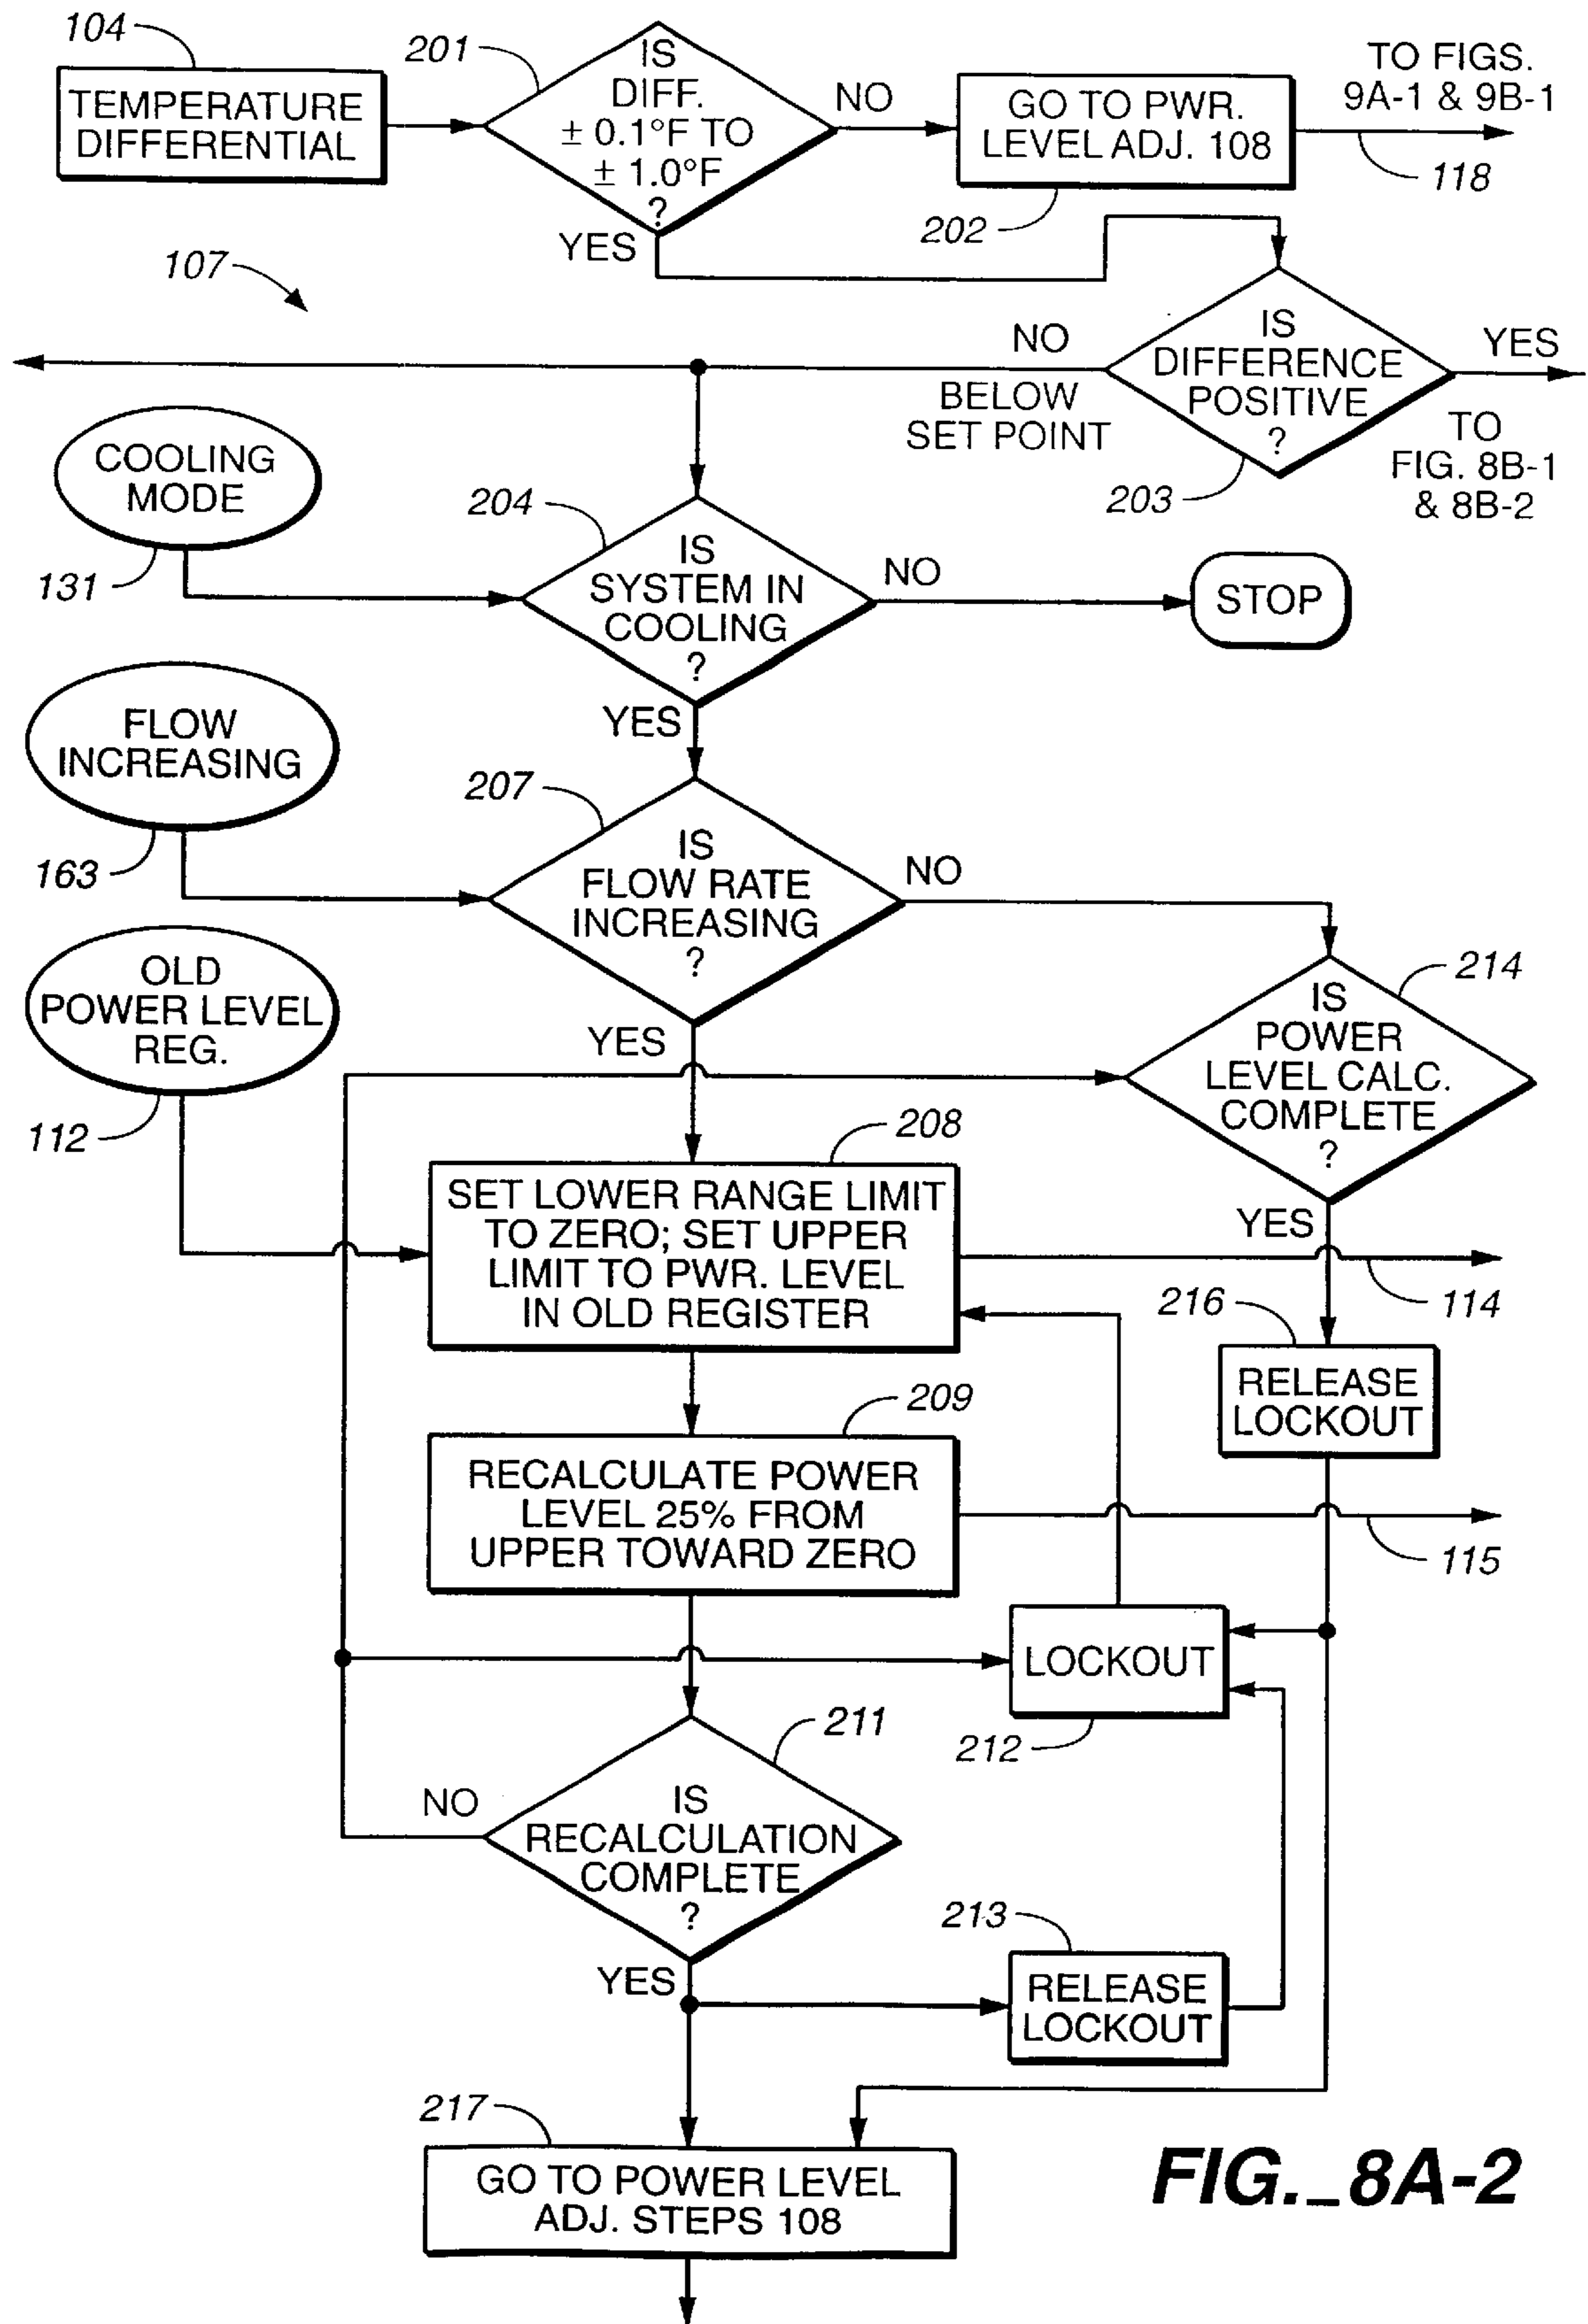 104
TEMPERATURE
DIFFERENTIAL
201
IS
DIFF.
± 0.1°F TO
± 1.0°F
?
NO
YES
GO TO PWR.
LEVEL ADJ. 108
202
TO FIGS.
9A-1 & 9B-1
118
107
IS
DIFFERENCE
POSITIVE
?
203
NO
BELOW
SET POINT
YES
TO
FIG. 8B-1
& 8B-2
COOLING
MODE
131
204
IS
SYSTEM IN
COOLING
?
NO
STOP
YES
FLOW
INCREASING
163
207
IS
FLOW RATE
INCREASING
?
NO
YES
OLD
POWER LEVEL
REG.
112
214
IS
POWER
LEVEL CALC.
COMPLETE
?
YES
208
SET LOWER RANGE LIMIT
TO ZERO; SET UPPER
LIMIT TO PWR. LEVEL
IN OLD REGISTER
114
216
RELEASE
LOCKOUT
209
RECALCULATE POWER
LEVEL 25% FROM
UPPER TOWARD ZERO
115
LOCKOUT
212
211
IS
RECALCULATION
COMPLETE
?
NO
YES
213
RELEASE
LOCKOUT
217
GO TO POWER LEVEL
ADJ. STEPS 108
FIG._8A-2